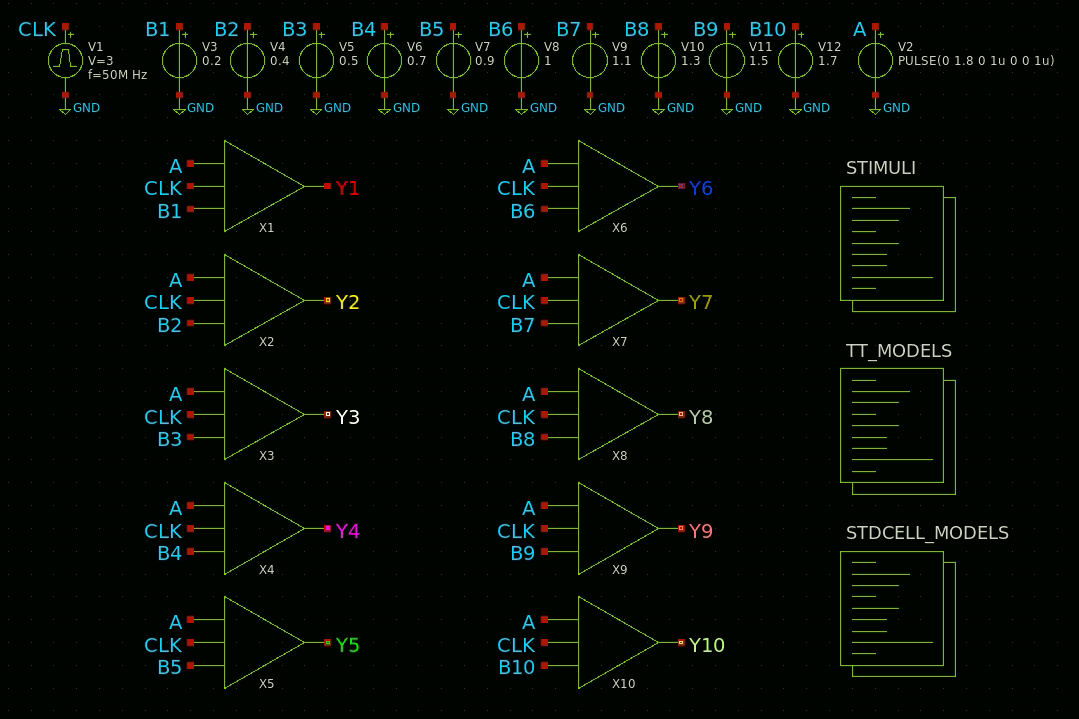 CLK B1 B2 B3 B4 B5 B6 B7 B8 B9 B10 A
V1 V3 V4 V5 V6 V7 V8 V9 V10 V11 V12 V2
V=3 0.2 0.4 0.5 0.7 0.9 1 1.1 1.3 1.5 1.7 PULSE(0 1.8 0 1u 0 0 1u)
f=50M Hz
GND GND GND GND GND GND GND GND GND GND GND GND
A
CLK Y1
B1
X1
A
CLK Y2
B2
X2
A
CLK Y3
B3
X3
A
CLK Y4
B4
X4
A
CLK Y5
B5
X5
A
CLK Y6
B6
X6
A
CLK Y7
B7
X7
A
CLK Y8
B8
X8
A
CLK Y9
B9
X9
A
CLK Y10
B10
X10
STIMULI
TT_MODELS
STDCELL_MODELS